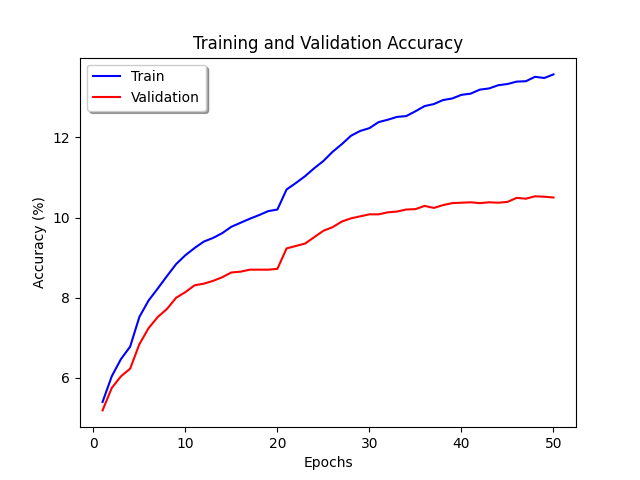 Training and Validation Accuracy
Train
Validation
Accuracy (%)
12
10
8
6
0 10 20 30 40 50
Epochs